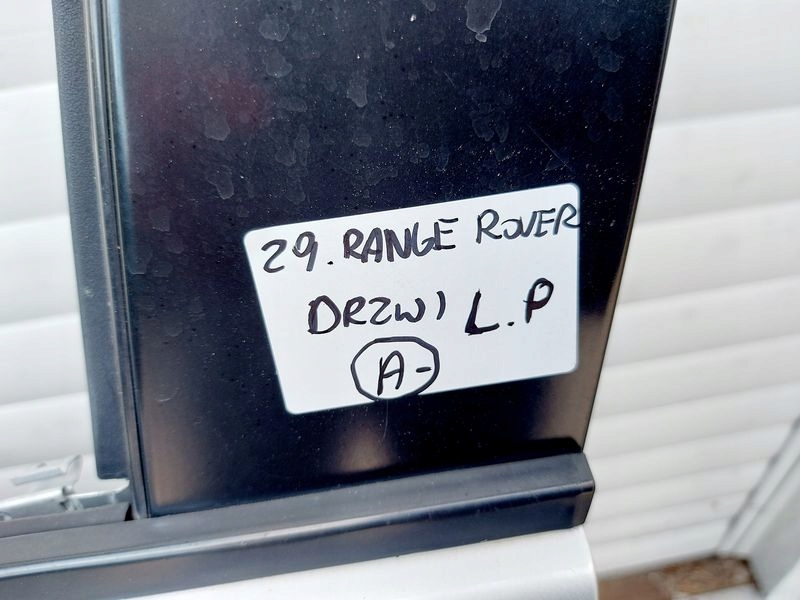 29. RANGE ROVER
DRZWI L.P
A-